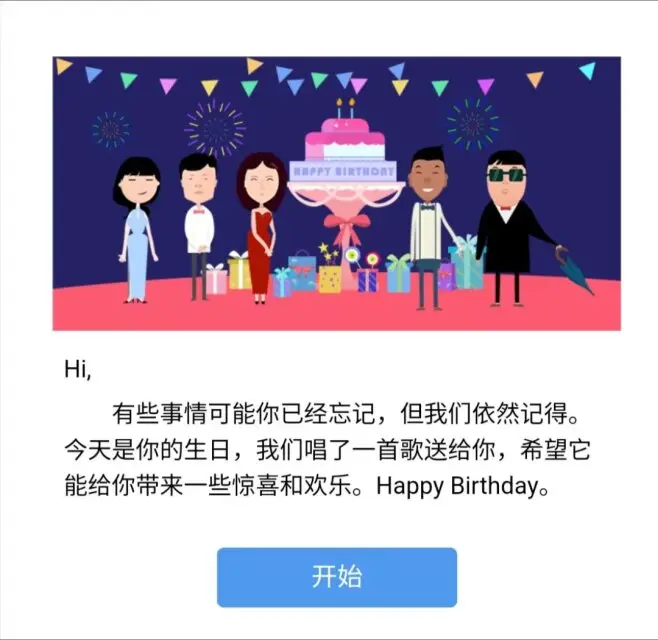 HAPPY BIRTHDAY
Hi,
有些事情可能你已经忘记，但我们依然记得。
今天是你的生日，我们唱了一首歌送给你，希望它
能给你带来一些惊喜和欢乐。Happy Birthday。
开始